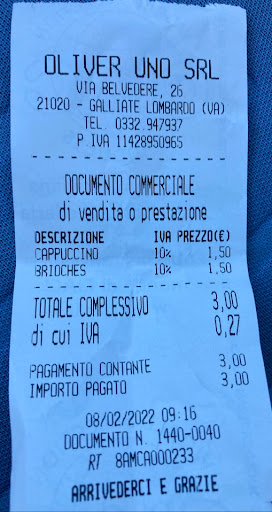 OLIVER UNO SRL
VIA BELVEDERE, 26
21020 - GALLIATE LOMBARDO (VA)
TEL. 0332.947937
P.IVA 11428950965
DOCUMENTO COMMERCIALE
di vendita o prestazione
DESCRIZIONE IVA PREZZO(€)
CAPPUCCINO 10% 1,50
BRIOCHES 10% 1,50
TOTALE COMPLESSIVO 3,00
di cui IVA 0,27
PAGAMENTO CONTANTE 3,00
IMPORTO PAGATO 3,00
08/02/2022 09:16
DOCUMENTO N. 1440-0040
RT 8AMCA000233
ARRIVEDERCI E GRAZIE